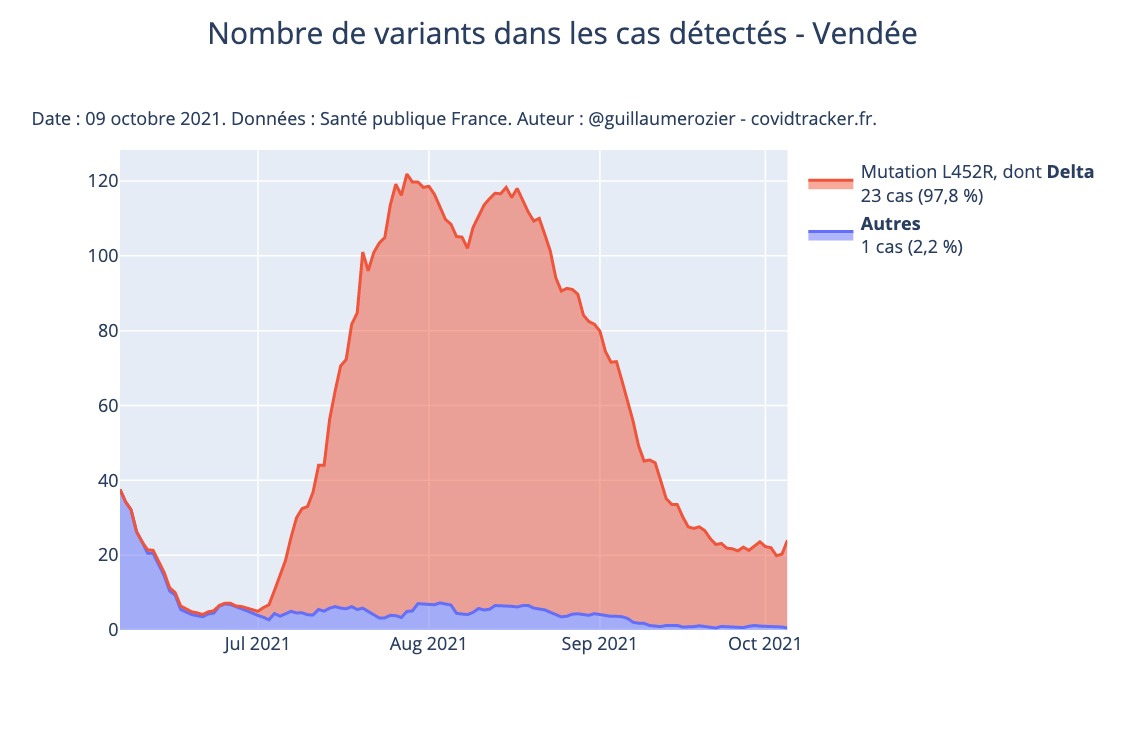 Nombre de variants dans les cas détectés - Vendée
Date : 09 octobre 2021. Données : Santé publique France. Auteur : @guillaumerozier - covidtracker.fr.
Mutation L452R, dont Delta
23 cas (97,8 %)
Autres
1 cas (2,2 %)
120
100
80
60
40
20
0
Jul 2021
Aug 2021
Sep 2021
Oct 2021